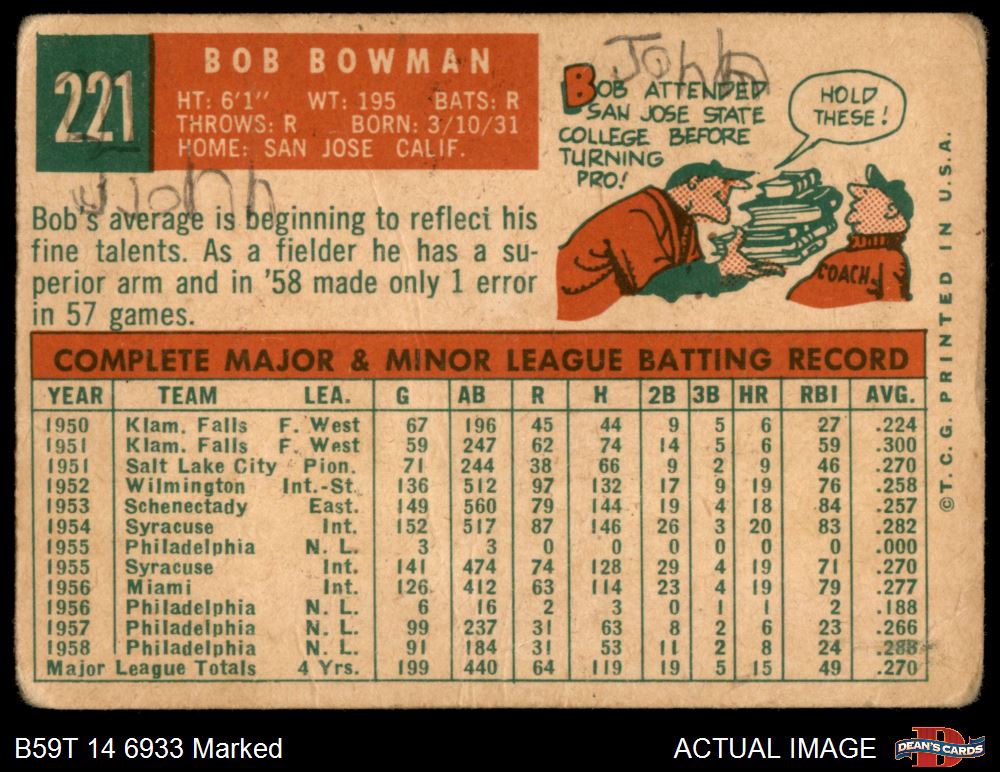 221
BOB BOWMAN
HT: 6'1" WT: 195 BATS: R
THROWS: R BORN: 3/10/31
HOME: SAN JOSE CALIF.
John
BOB ATTENDED
SAN JOSE STATE
COLLEGE BEFORE
TURNING
PRO!
HOLD
THESE!
COACH
John
Bob's average is beginning to reflect his
fine talents. As a fielder he has a su-
perior arm and in '58 made only 1 error
in 57 games.
COMPLETE MAJOR & MINOR LEAGUE BATTING RECORD
YEAR TEAM LEA. G AB R H 2B 3B HR RBI AVG.
1950 Klam. Falls F. West 67 196 45 44 9 5 6 27 .224
1951 Klam. Falls F. West 59 247 62 74 14 5 6 59 .300
1951 Salt Lake City Pion. 71 244 38 66 9 2 9 46 .270
1952 Wilmington Int.-St. 136 512 97 132 17 9 19 76 .258
1953 Schenectady East. 149 560 79 144 19 4 18 84 .257
1954 Syracuse Int. 152 517 87 146 26 3 20 83 .282
1955 Philadelphia N. L. 3 3 0 0 0 0 0 0 .000
1955 Syracuse Int. 141 474 74 128 29 4 19 71 .270
1956 Miami Int. 126 412 63 114 23 4 19 79 .277
1956 Philadelphia N. L. 6 16 2 3 0 1 1 2 .188
1957 Philadelphia N. L. 99 237 31 63 8 2 6 23 .266
1958 Philadelphia N. L. 91 184 31 53 11 2 8 24 .288
Major League Totals 4 Yrs. 199 440 64 119 19 5 15 49 .270
© T. C. G. PRINTED IN U. S. A.
B59T 14 6933 Marked
ACTUAL IMAGE
DEAN'S CARDS